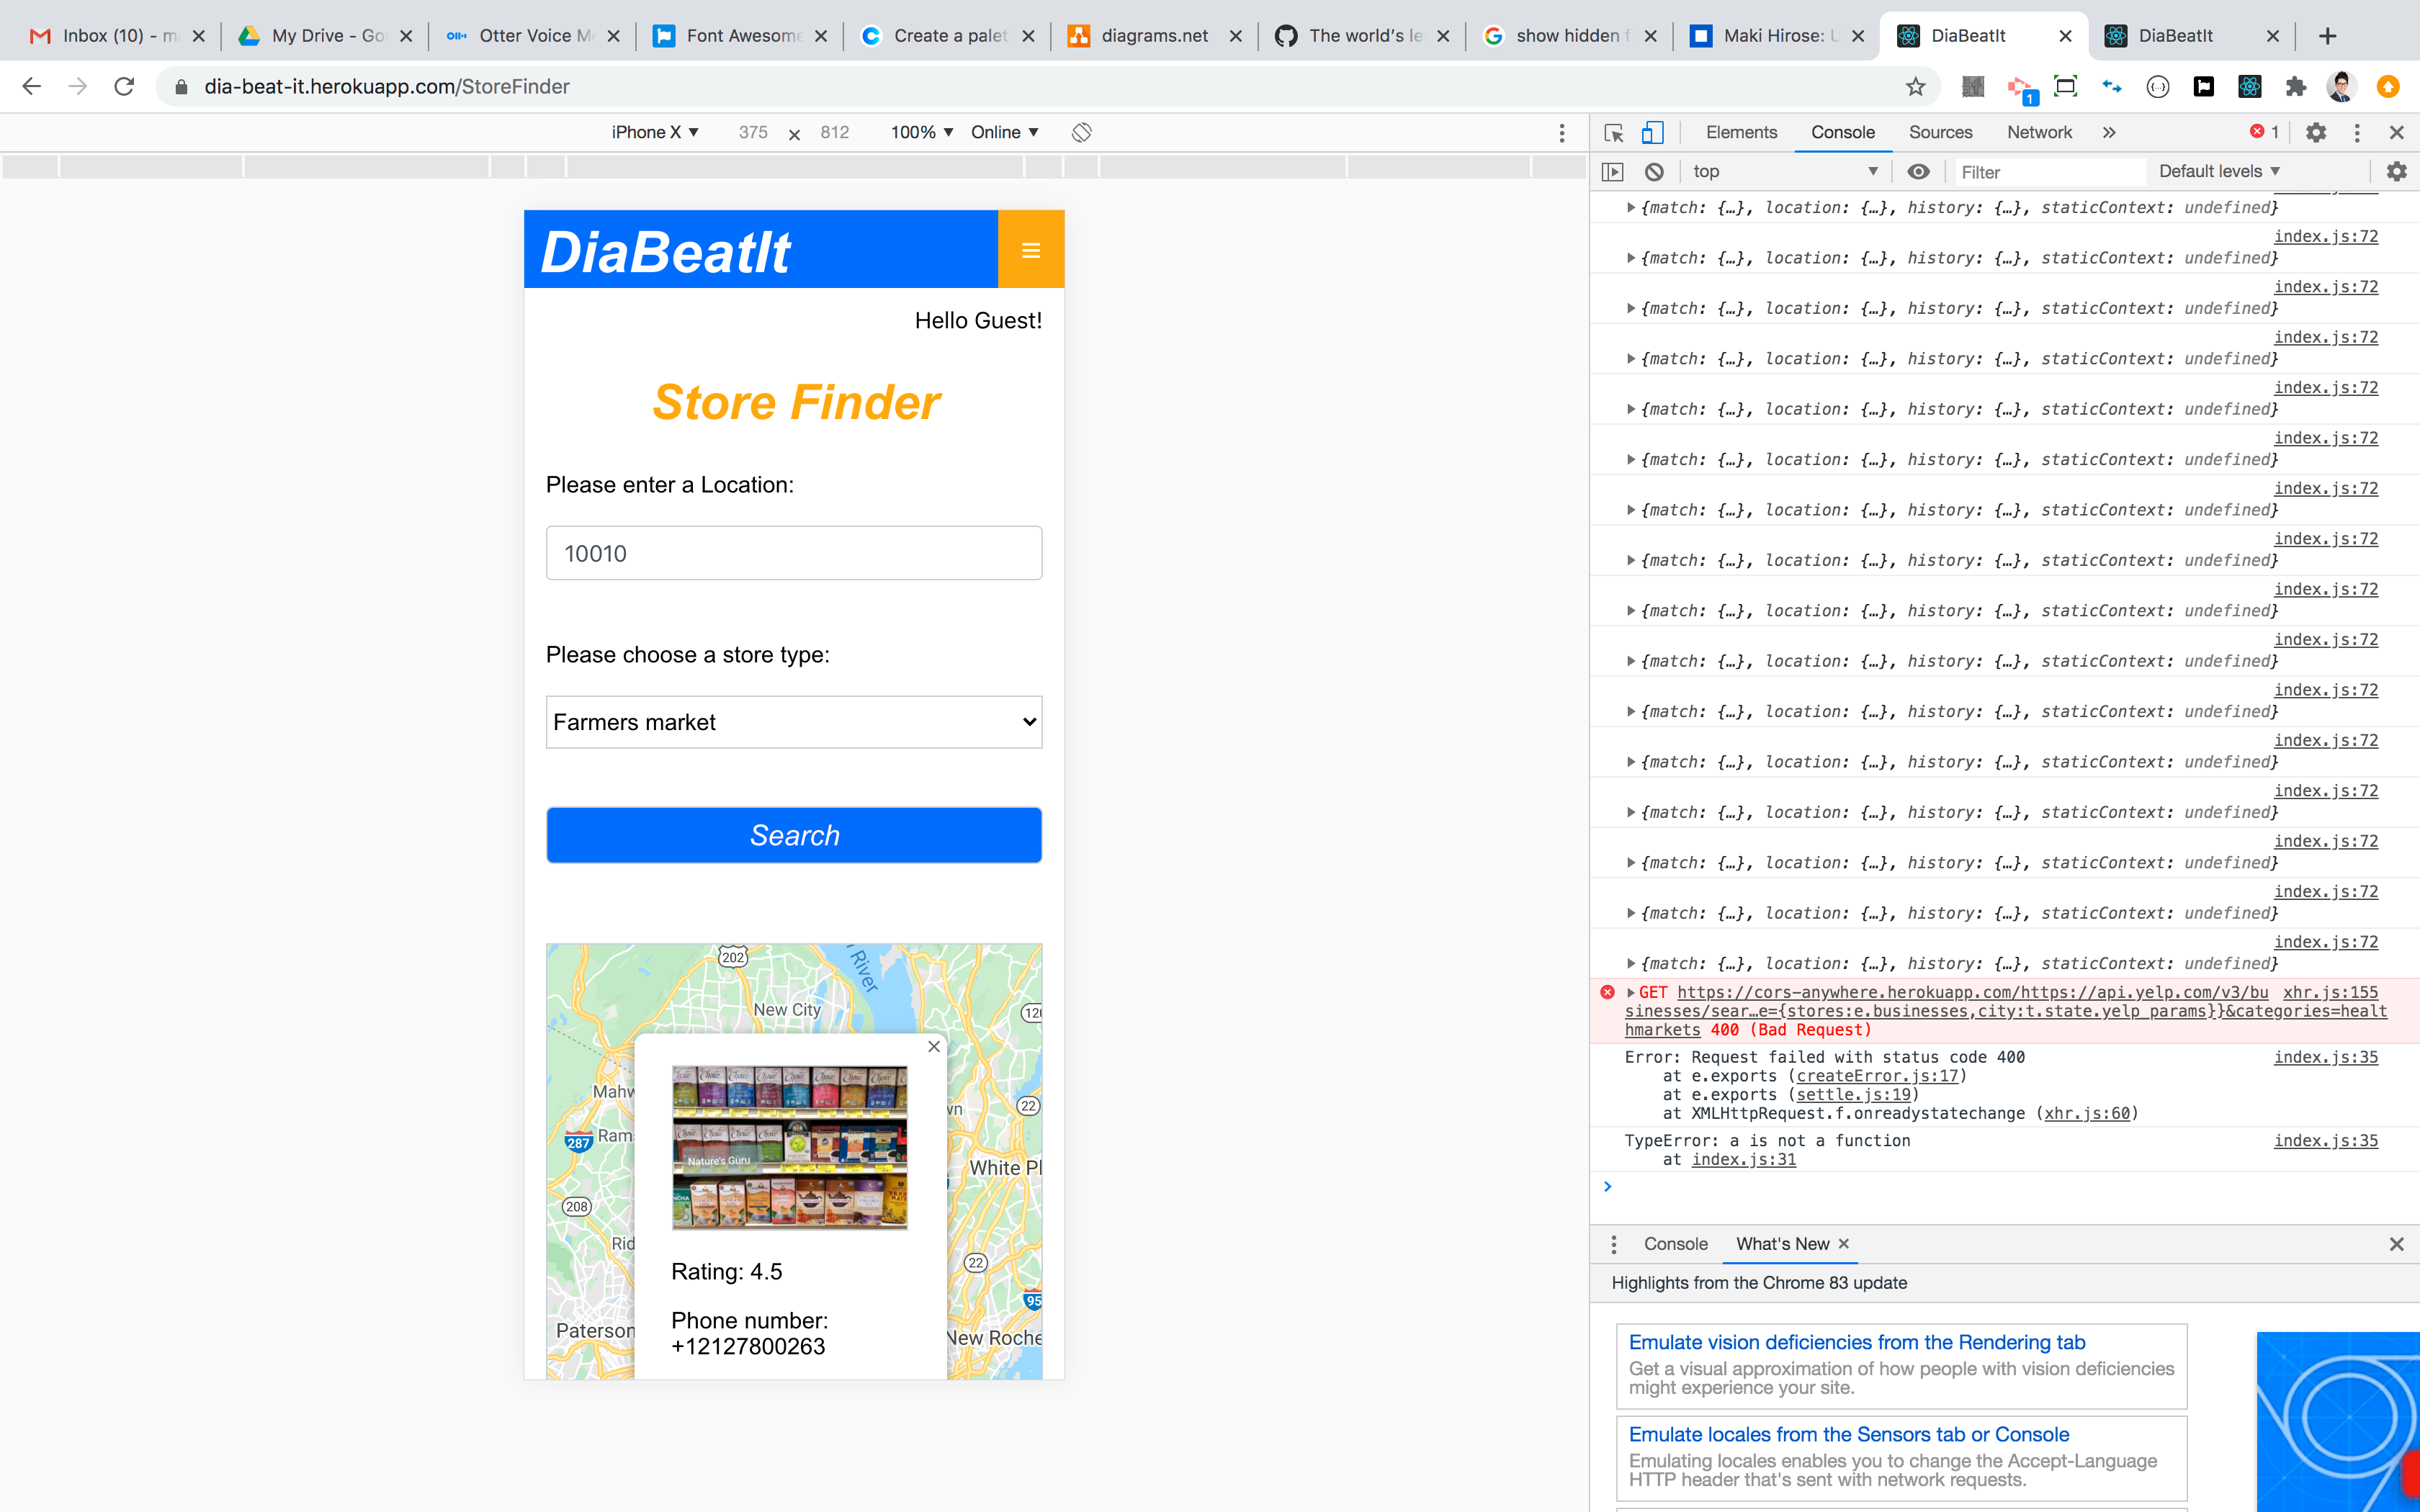 Inbox (10) - m
My Drive - Go
Otter Voice M
Font Awesome
Create a palet
diagrams.net
The world's le
show hidden f
Maki Hirose: U
DiaBeatIt
DiaBeatIt
dia-beat-it.herokuapp.com/StoreFinder
1
iPhone X ▼ 375 × 812 100% ▼ Online ▼
DiaBeatIt
Hello Guest!
Store Finder
Please enter a Location:
10010
Please choose a store type:
Farmers market
Search
202
River
New City
Mahw
287
Ram
208
Rid
Paterson
22
White Pl
22
95
New Roche
Nature's Guru
Rating: 4.5
Phone number:
+12127800263
Elements Console Sources Network » 1
top Filter Default levels ▼
{match: {…}, location: {…}, history: {…}, staticContext: undefined}
index.js:72
{match: {…}, location: {…}, history: {…}, staticContext: undefined}
index.js:72
{match: {…}, location: {…}, history: {…}, staticContext: undefined}
index.js:72
{match: {…}, location: {…}, history: {…}, staticContext: undefined}
index.js:72
{match: {…}, location: {…}, history: {…}, staticContext: undefined}
index.js:72
{match: {…}, location: {…}, history: {…}, staticContext: undefined}
index.js:72
{match: {…}, location: {…}, history: {…}, staticContext: undefined}
index.js:72
{match: {…}, location: {…}, history: {…}, staticContext: undefined}
index.js:72
{match: {…}, location: {…}, history: {…}, staticContext: undefined}
index.js:72
{match: {…}, location: {…}, history: {…}, staticContext: undefined}
index.js:72
{match: {…}, location: {…}, history: {…}, staticContext: undefined}
index.js:72
{match: {…}, location: {…}, history: {…}, staticContext: undefined}
index.js:72
{match: {…}, location: {…}, history: {…}, staticContext: undefined}
index.js:72
{match: {…}, location: {…}, history: {…}, staticContext: undefined}
index.js:72
{match: {…}, location: {…}, history: {…}, staticContext: undefined}
index.js:72
{match: {…}, location: {…}, history: {…}, staticContext: undefined}
GET https://cors-anywhere.herokuapp.com/https://api.yelp.com/v3/bu xhr.js:155
sinesses/sear…e={stores:e.businesses,city:t.state.yelp_params}}&categories=healt
hmarkets 400 (Bad Request)
Error: Request failed with status code 400 index.js:35
at e.exports (createError.js:17)
at e.exports (settle.js:19)
at XMLHttpRequest.f.onreadystatechange (xhr.js:60)
TypeError: a is not a function index.js:35
at index.js:31
Console What's New
Highlights from the Chrome 83 update
Emulate vision deficiencies from the Rendering tab
Get a visual approximation of how people with vision deficiencies
might experience your site.
Emulate locales from the Sensors tab or Console
Emulating locales enables you to change the Accept-Language
HTTP header that's sent with network requests.